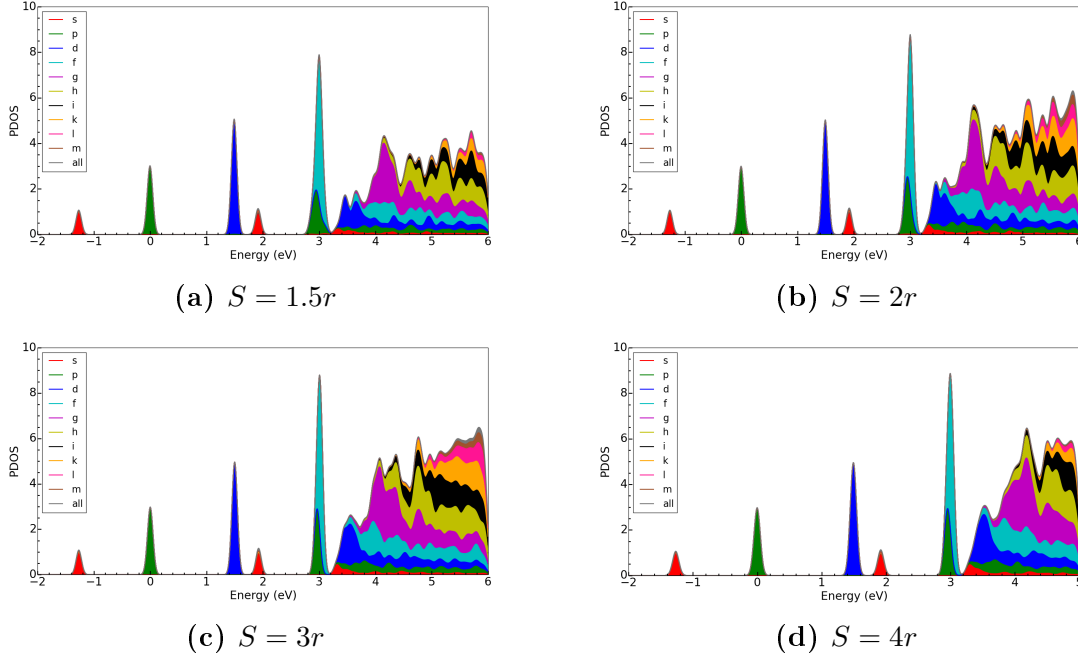 10
8
6
4
2
0
PDOS
s
p
d
f
g
h
i
k
l
m
all
−2 −1 0 1 2 3 4 5 6
Energy (eV)
(a) S = 1.5r
10
8
6
4
2
0
PDOS
s
p
d
f
g
h
i
k
l
m
all
−2 −1 0 1 2 3 4 5 6
Energy (eV)
(b) S = 2r
10
8
6
4
2
0
PDOS
s
p
d
f
g
h
i
k
l
m
all
−2 −1 0 1 2 3 4 5 6
Energy (eV)
(c) S = 3r
10
8
6
4
2
0
PDOS
s
p
d
f
g
h
i
k
l
m
all
−2 −1 0 1 2 3 4 5
Energy (eV)
(d) S = 4r